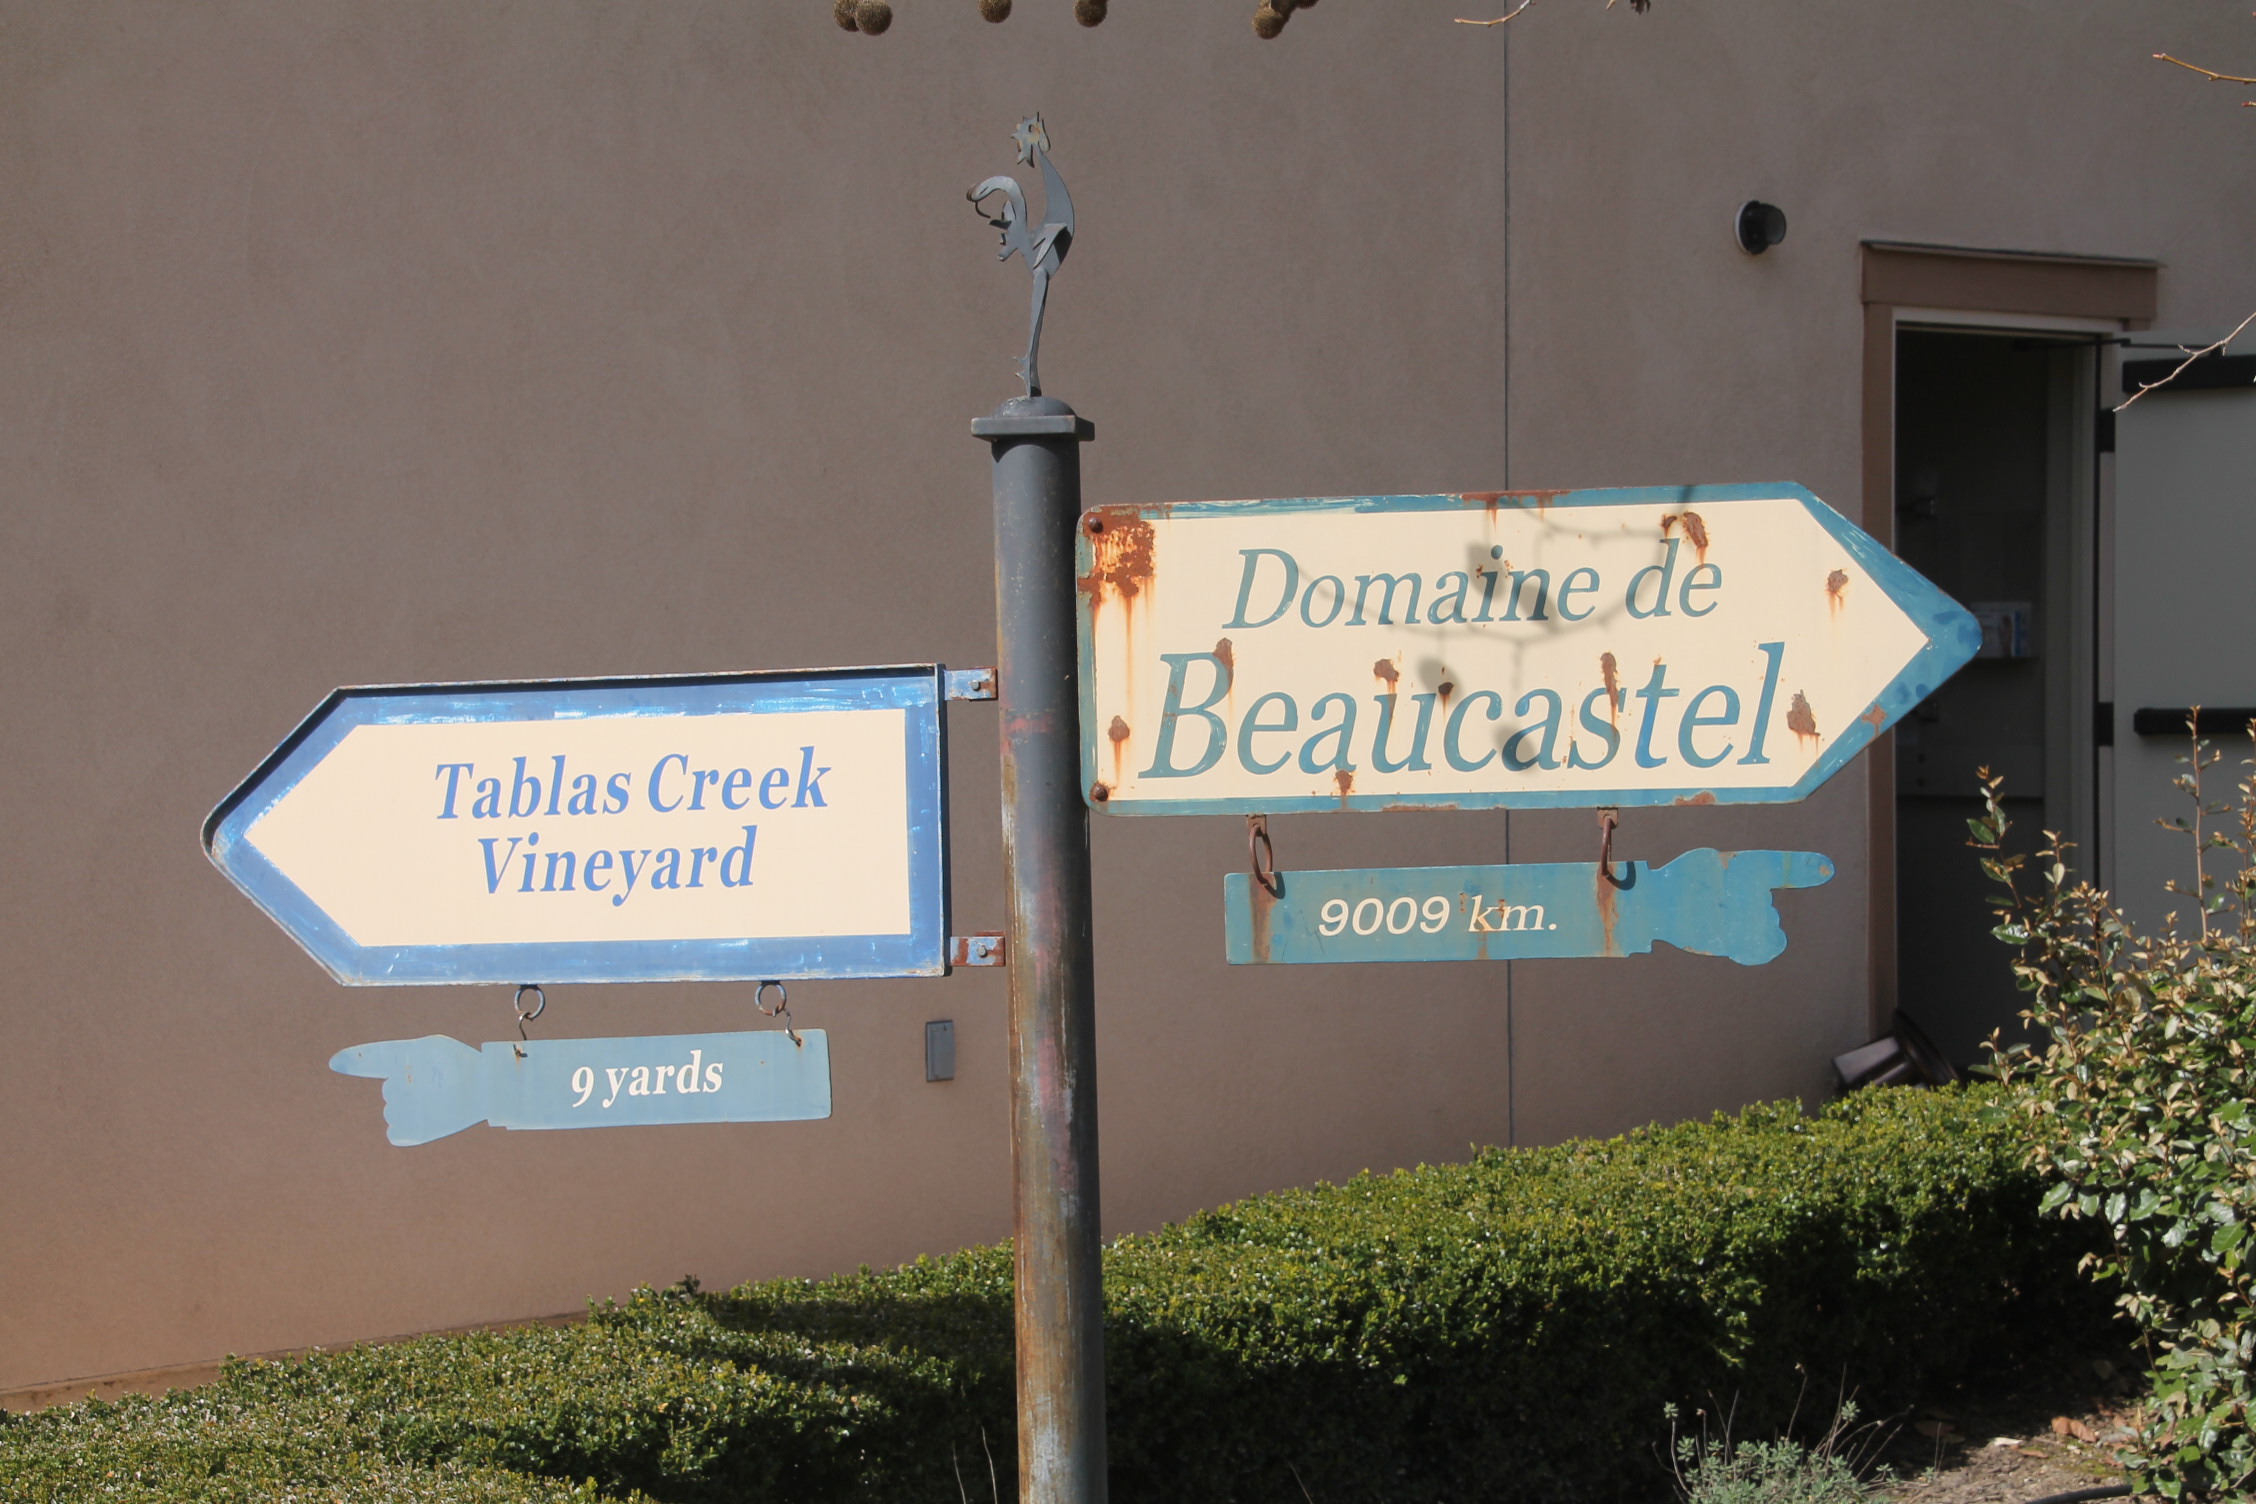 Tablas Creek
Vineyard
9 yards
Domaine de
Beaucastel
9009 km.